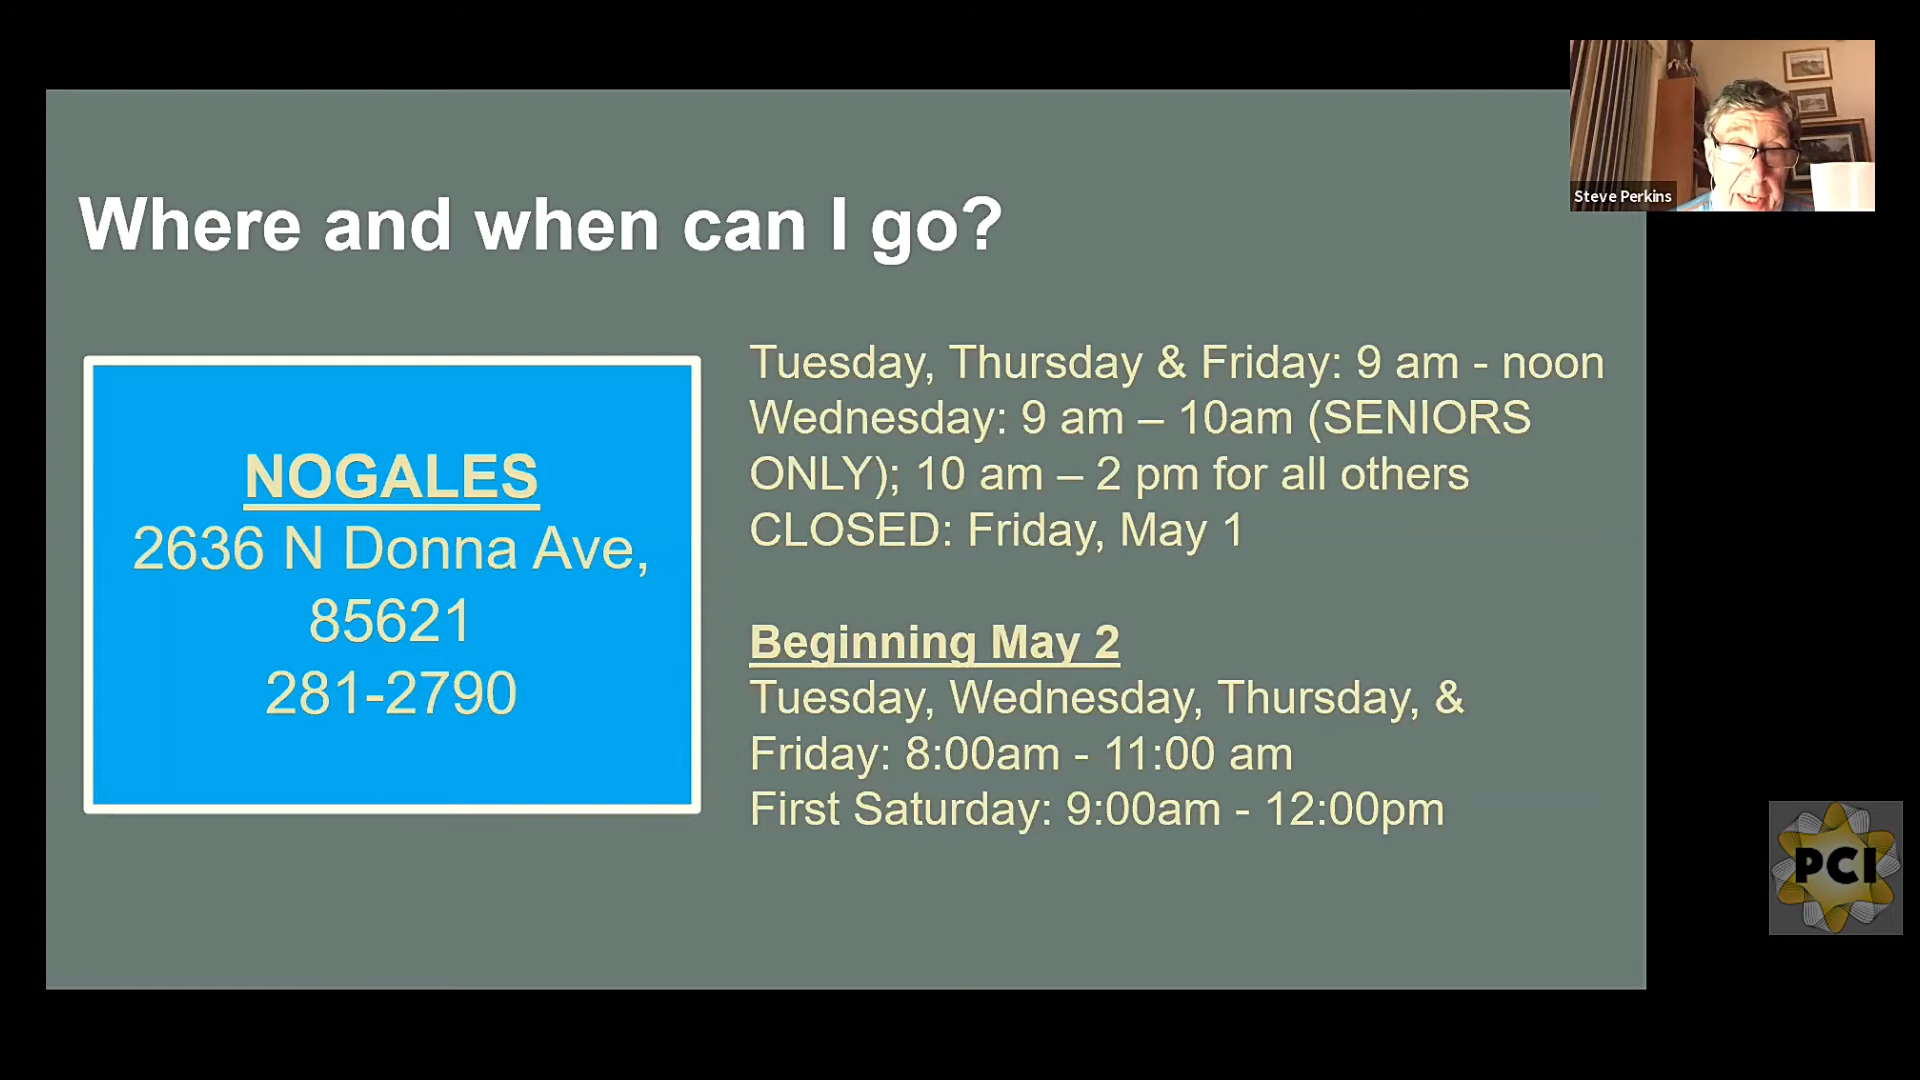 Steve Perkins
Where and when can I go?
NOGALES
2636 N Donna Ave,
85621
281-2790
Tuesday, Thursday & Friday: 9 am - noon
Wednesday: 9 am – 10am (SENIORS
ONLY); 10 am – 2 pm for all others
CLOSED: Friday, May 1
Beginning May 2
Tuesday, Wednesday, Thursday, &
Friday: 8:00am - 11:00 am
First Saturday: 9:00am - 12:00pm
PCI